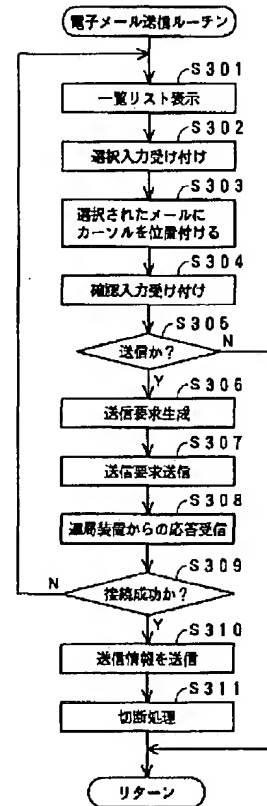 電子メール送信ルーチン
S301
一覧リスト表示
S302
選択入力受け付け
S303
選択されたメールに
カーソルを位置付ける
S304
確認入力受け付け
S305
送信か？
N
Y
S306
送信要求生成
S307
送信要求送信
S308
局装置からの応答受信
S309
N
接続成功か？
Y
S310
送信情報を送信
S311
切断処理
リターン